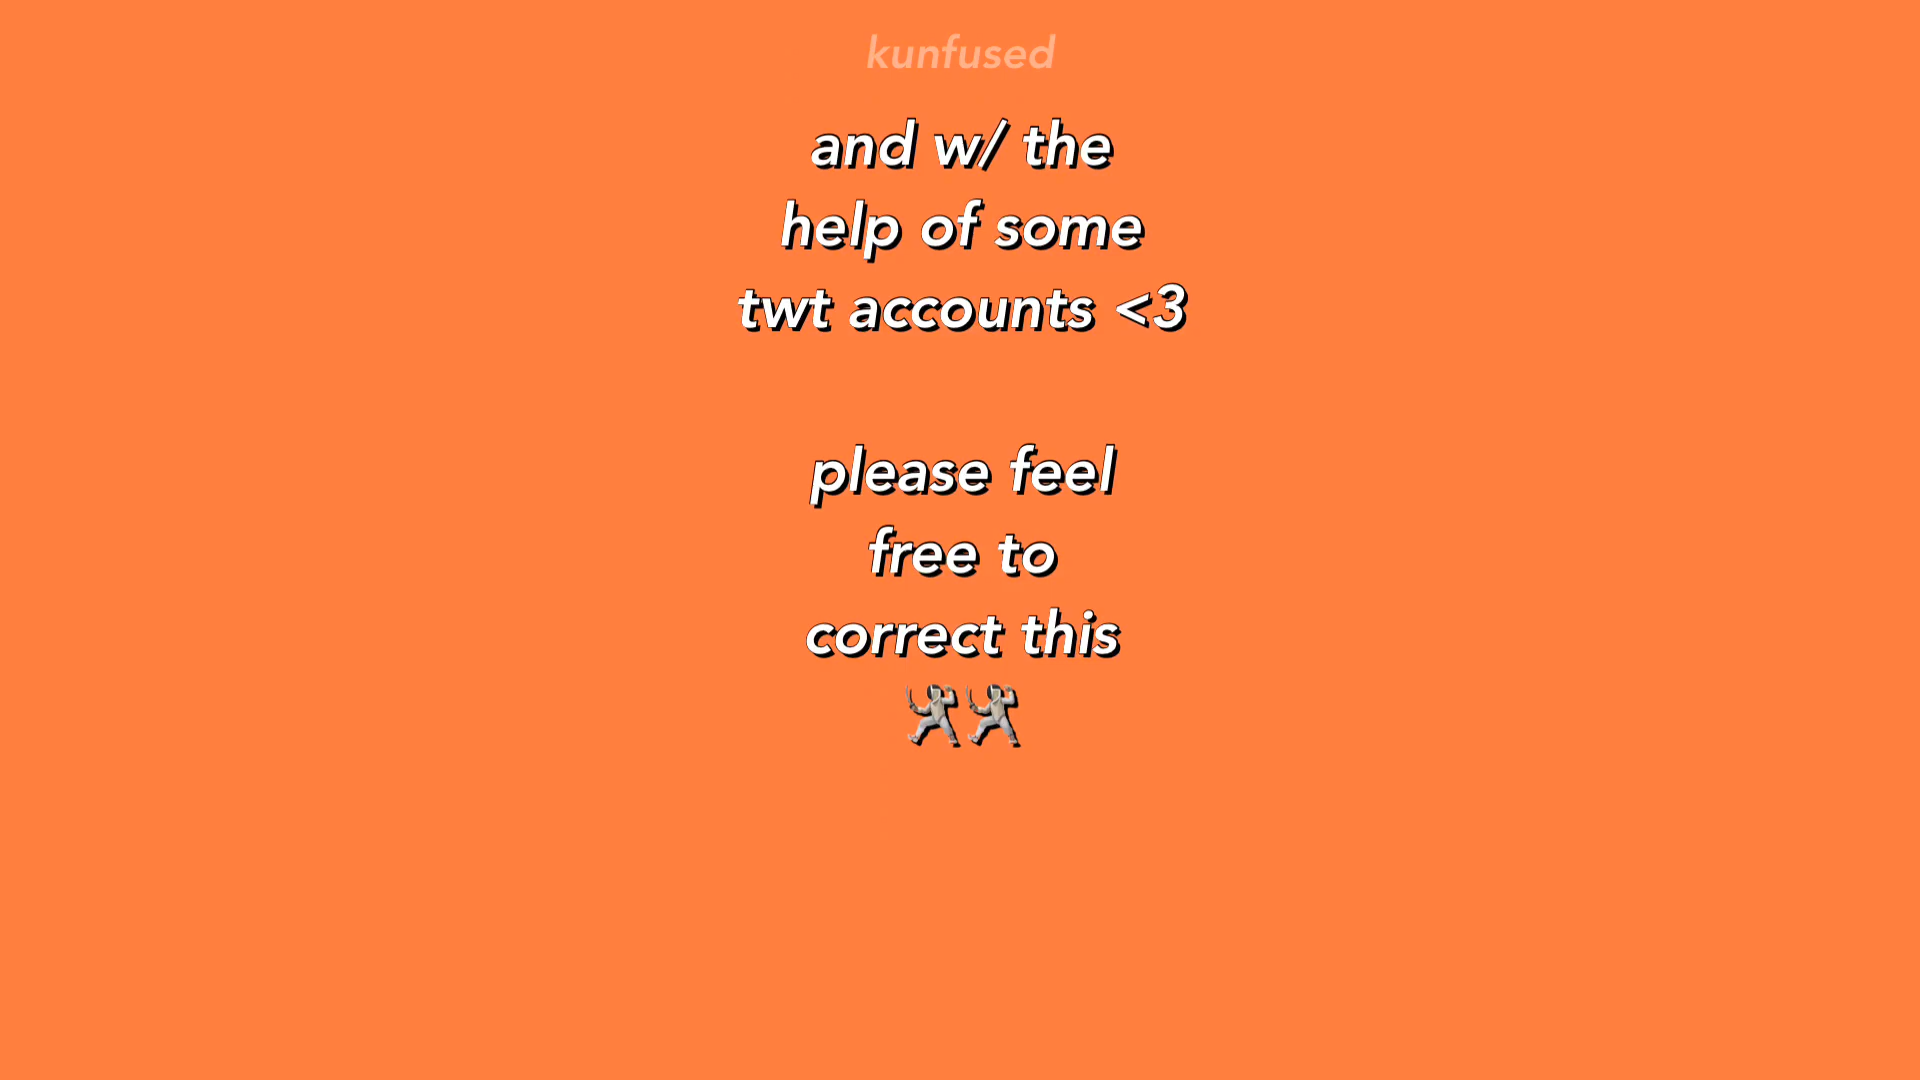 kunfused
and w/ the
help of some
twt accounts <3
please feel
free to
correct this
🤺🤺